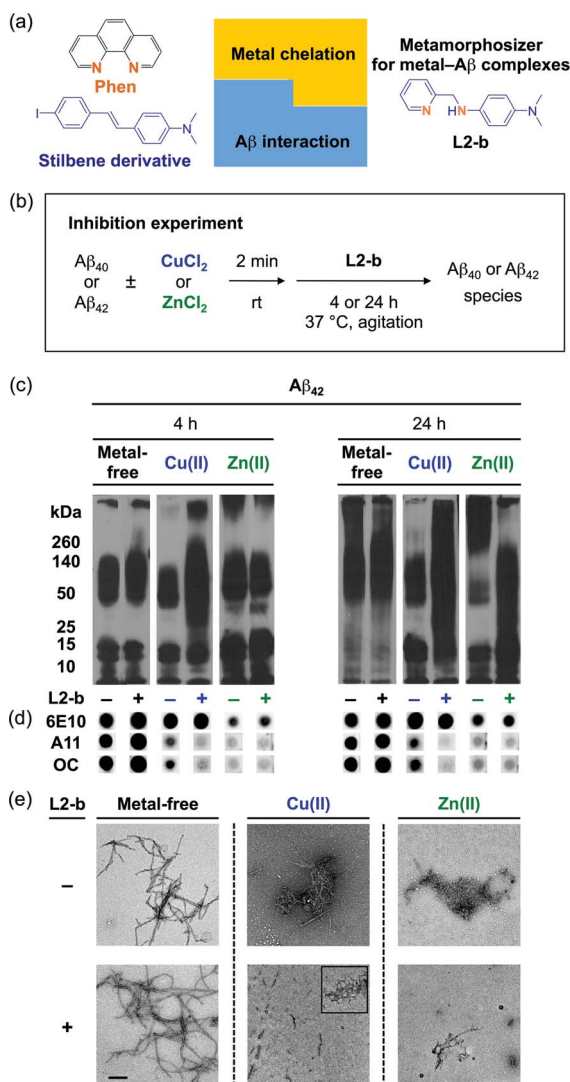 (a)
N N
Phen
I
N
Stilbene derivative
Metal chelation
Aβ interaction
Metamorphosizer
for metal–Aβ complexes
N HN
N
L2-b
(b)
Inhibition experiment
Aβ40
or
Aβ42
±
CuCl2
or
ZnCl2
2 min
rt
L2-b
4 or 24 h
37 °C, agitation
Aβ40 or Aβ42
species
(c)
Aβ42
4 h 24 h
Metal-
free Cu(II) Zn(II) Metal-
free Cu(II) Zn(II)
kDa
260
140
50
25
15
10
L2-b – + – + – + – + – + – +
(d) 6E10
A11
OC
(e) L2-b Metal-free Cu(II) Zn(II)
–
+